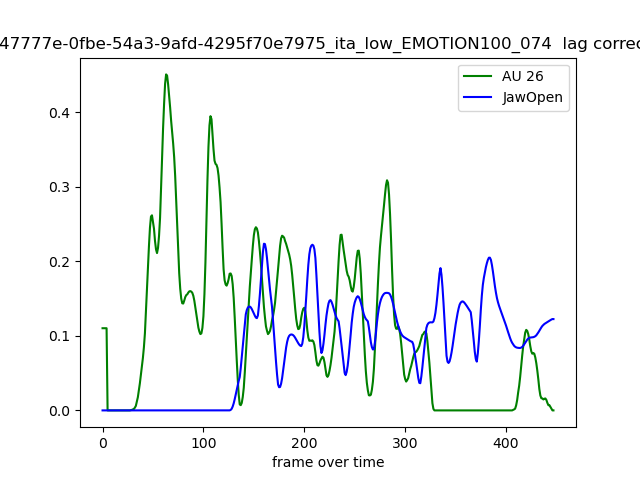 47777e-0fbe-54a3-9afd-4295f70e7975_ita_low_EMOTION100_074 lag correc
AU 26
JawOpen
0.4
0.3
0.2
0.1
0.0
0 100 200 300 400
frame over time